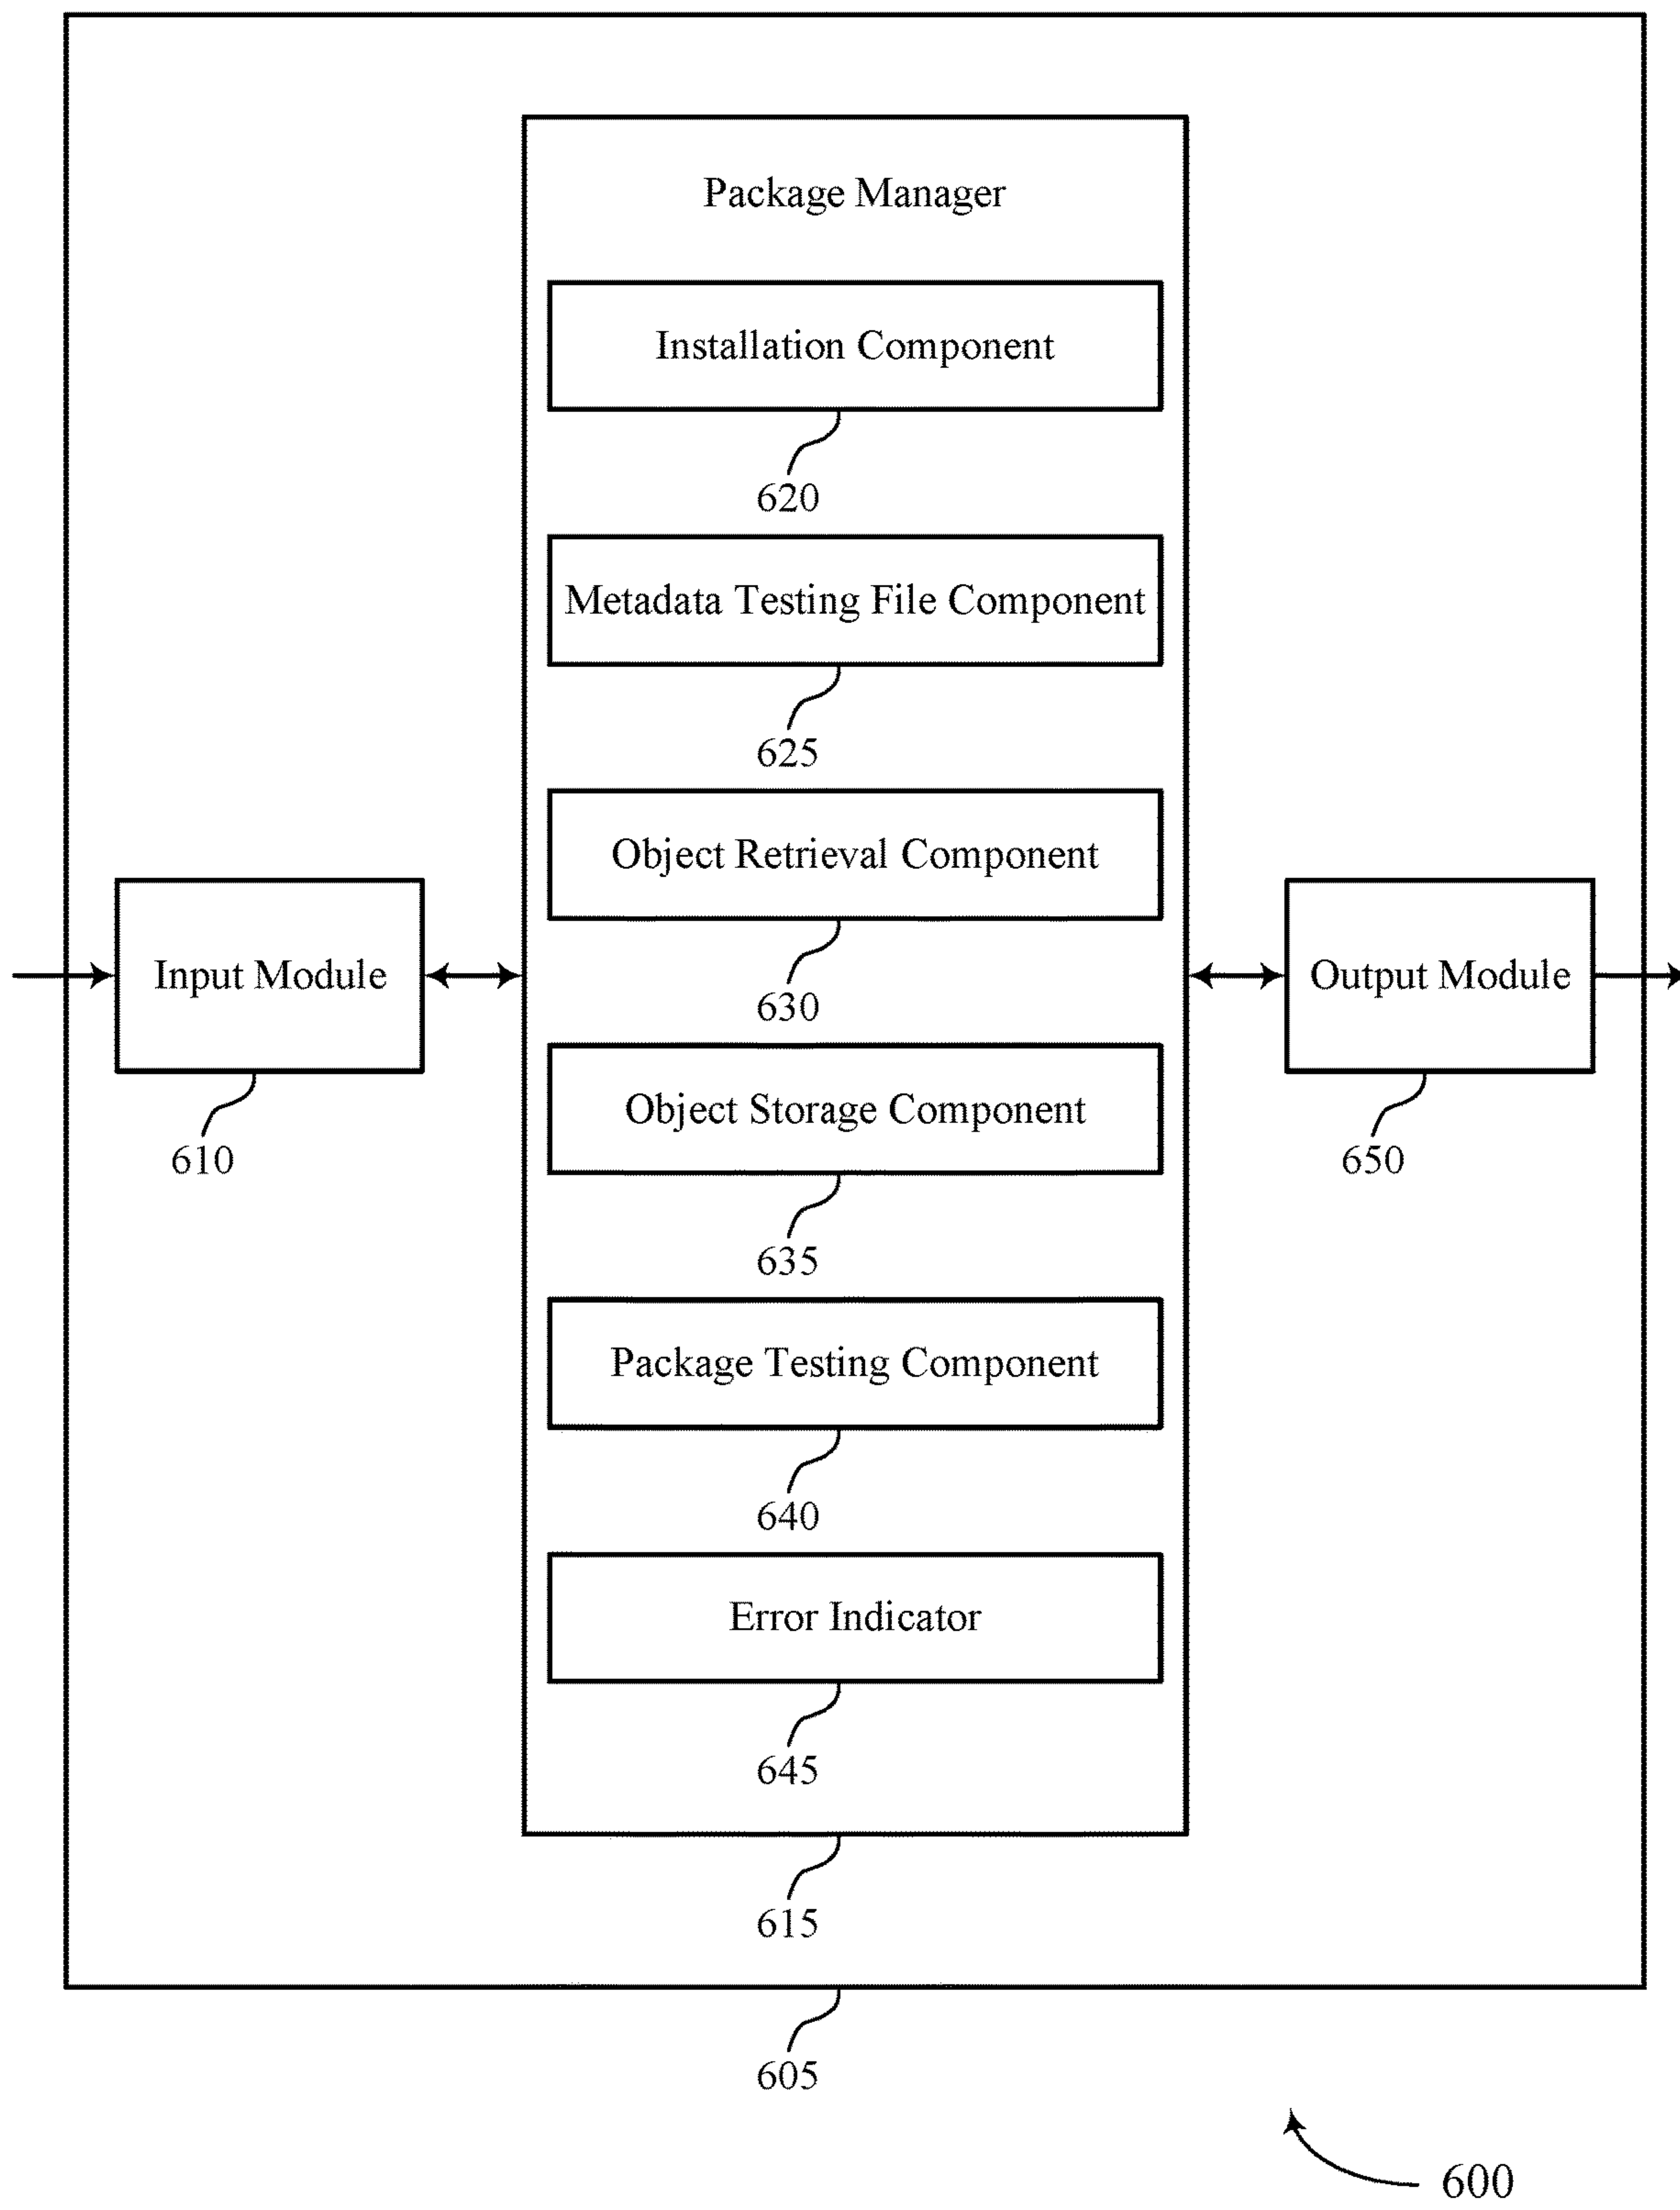 Package Manager
Installation Component
620
Metadata Testing File Component
625
Object Retrieval Component
630
Input Module
610
Object Storage Component
635
Output Module
650
Package Testing Component
640
Error Indicator
645
615
605
600